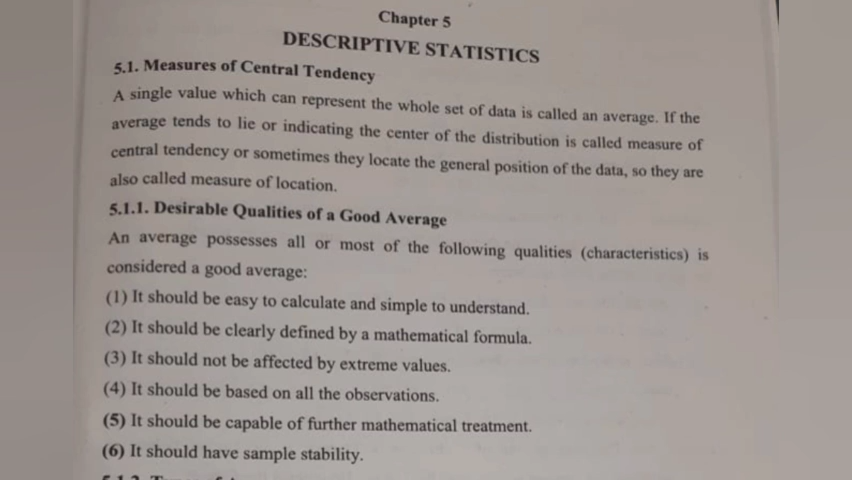 Chapter 5
DESCRIPTIVE STATISTICS
5.1. Measures of Central Tendency
A single value which can represent the whole set of data is called an average. If the
average tends to lie or indicating the center of the distribution is called measure of
central tendency or sometimes they locate the general position of the data, so they are
also called measure of location.
5.1.1. Desirable Qualities of a Good Average
An average possesses all or most of the following qualities (characteristics) is
considered a good average:
(1) It should be easy to calculate and simple to understand.
(2) It should be clearly defined by a mathematical formula.
(3) It should not be affected by extreme values.
(4) It should be based on all the observations.
(5) It should be capable of further mathematical treatment.
(6) It should have sample stability.